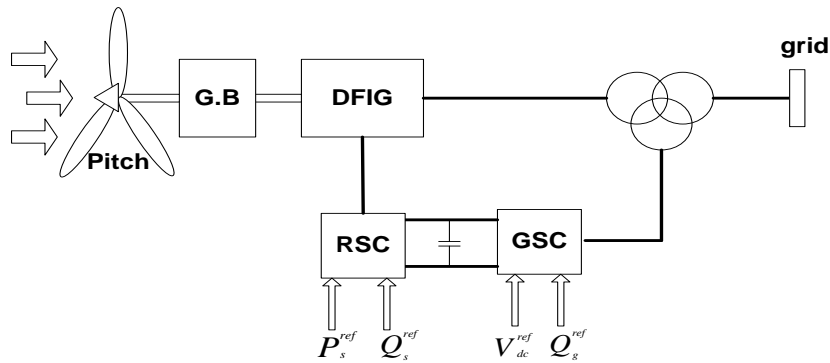 grid
G.B
DFIG
Pitch
RSC
GSC
P_s^ref Q_s^ref V_dc^ref Q_g^ref